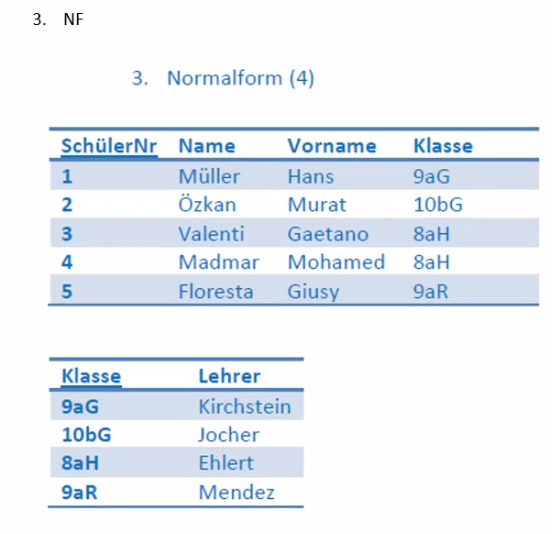 3. NF
3. Normalform (4)
SchülerNr Name Vorname Klasse
1 Müller Hans 9aG
2 Özkan Murat 10bG
3 Valenti Gaetano 8aH
4 Madmar Mohamed 8aH
5 Floresta Giusy 9aR
Klasse Lehrer
9aG Kirchstein
10bG Jocher
8aH Ehlert
9aR Mendez